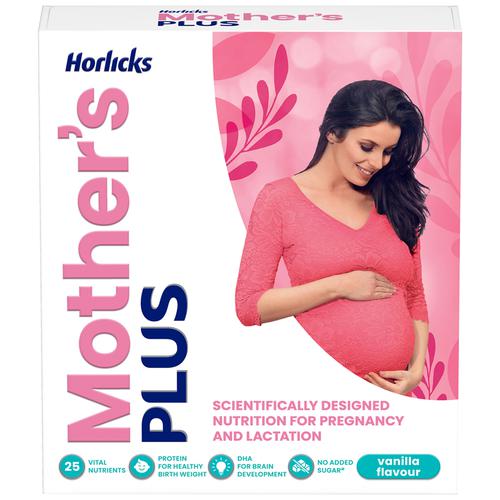 Horlicks
Mother's
PLUS
Horlicks
Mother's
PLUS
SCIENTIFICALLY DESIGNED
NUTRITION FOR PREGNANCY
AND LACTATION
25 VITAL
NUTRIENTS
PROTEIN
FOR HEALTHY
BIRTH WEIGHT
DHA
FOR BRAIN
DEVELOPMENT
NO ADDED
SUGAR*
vanilla
flavour